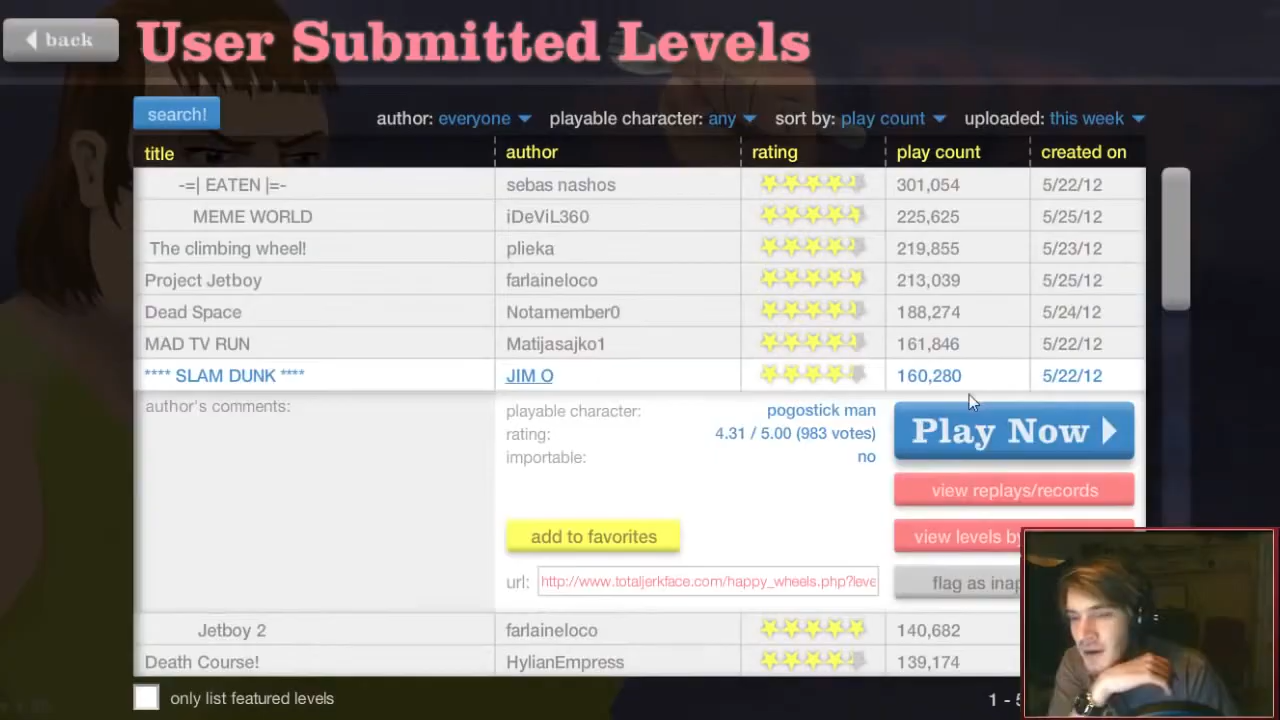 back
User Submitted Levels
search!
author: everyone playable character: any sort by: play count uploaded: this week
title author rating play count created on
-=| EATEN |=- sebas nashos 301,054 5/22/12
MEME WORLD iDeViL360 225,625 5/25/12
The climbing wheel! plieka 219,855 5/23/12
Project Jetboy farlaineloco 213,039 5/25/12
Dead Space Notamember0 188,274 5/24/12
MAD TV RUN Matijasajko1 161,846 5/22/12
**** SLAM DUNK **** JIM O 160,280 5/22/12
author's comments:
playable character: pogostick man
rating: 4.31 / 5.00 (983 votes)
importable: no
Play Now
view replays/records
add to favorites
view levels by
url: http://www.totaljerkface.com/happy_wheels.php?leve
flag as inap
Jetboy 2 farlaineloco 140,682
Death Course! HylianEmpress 139,174
only list featured levels
1 - 5